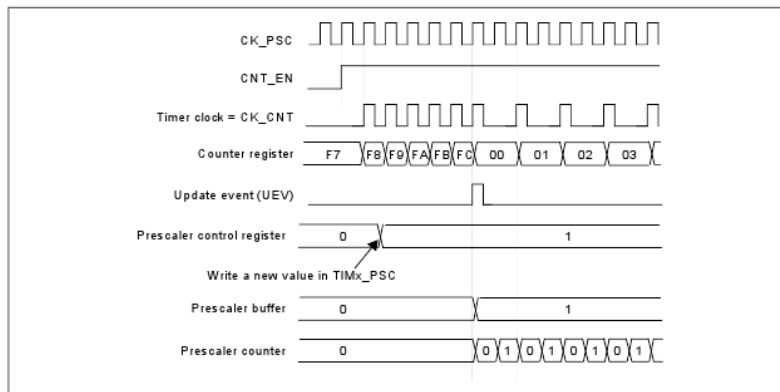 CK_PSC
CNT_EN
Timer clock = CK_CNT
Counter register F7 F8 F9 FA FB FC 00 01 02 03
Update event (UEV)
Prescaler control register 0 1
Write a new value in TIMx_PSC
Prescaler buffer 0 1
Prescaler counter 0 0 1 0 1 0 1 0 1